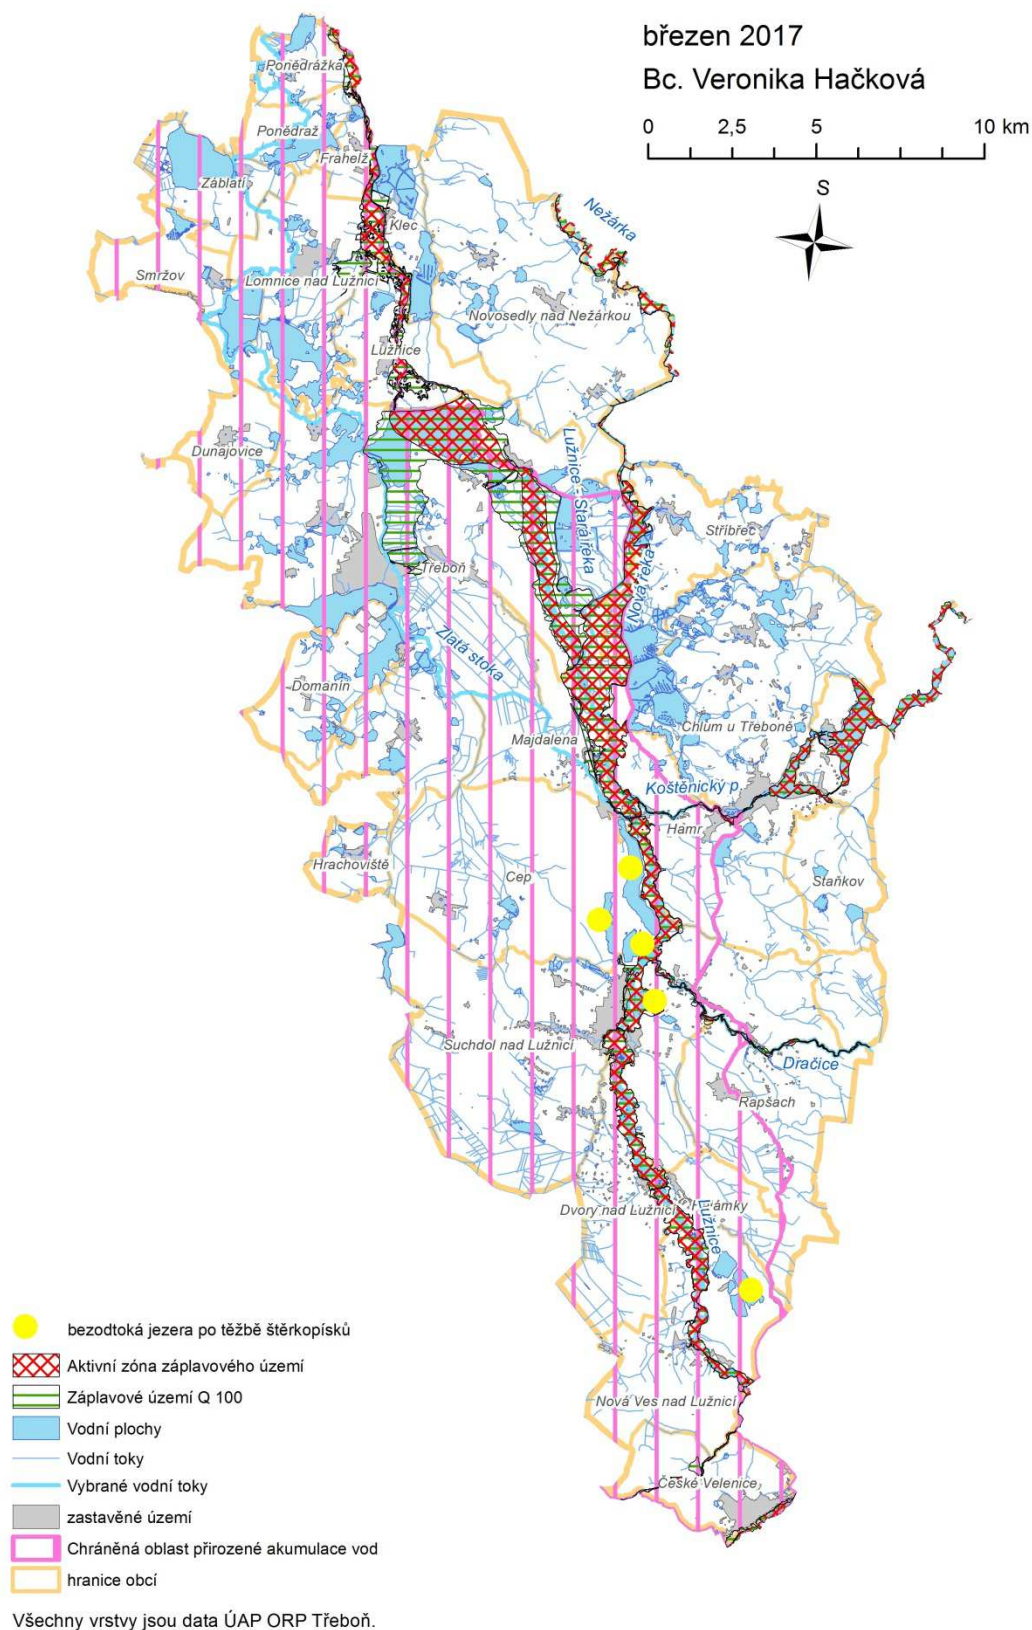 březen 2017
Bc. Veronika Hačková
0 2,5 5 10 km
S
Ponědrážka
Ponědraž
Frahelž
Záblatí
Klec
Nežárka
Smržov
Lomnice nad Lužnicí
Novosedly nad Nežárkou
Lužnice
Dunajovice
Lužnice - Stará řeka
Stříbřec
Třeboň
Nová řeka
Zlatá stoka
Domanín
Chlum u Třeboně
Majdalena
Koštěnický p.
Hamr
Hrachoviště
Cep
Staňkov
Suchdol nad Lužnicí
Dračice
Rapšach
Dvory nad Lužnicí
Lužnice
Nová Ves nad Lužnicí
České Velenice
bezodtoká jezera po těžbě štěrkopísků
Aktivní zóna záplavového území
Záplavové území Q 100
Vodní plochy
Vodní toky
Vybrané vodní toky
zastavěné území
Chráněná oblast přirozené akumulace vod
hranice obcí
Všechny vrstvy jsou data ÚAP ORP Třeboň.